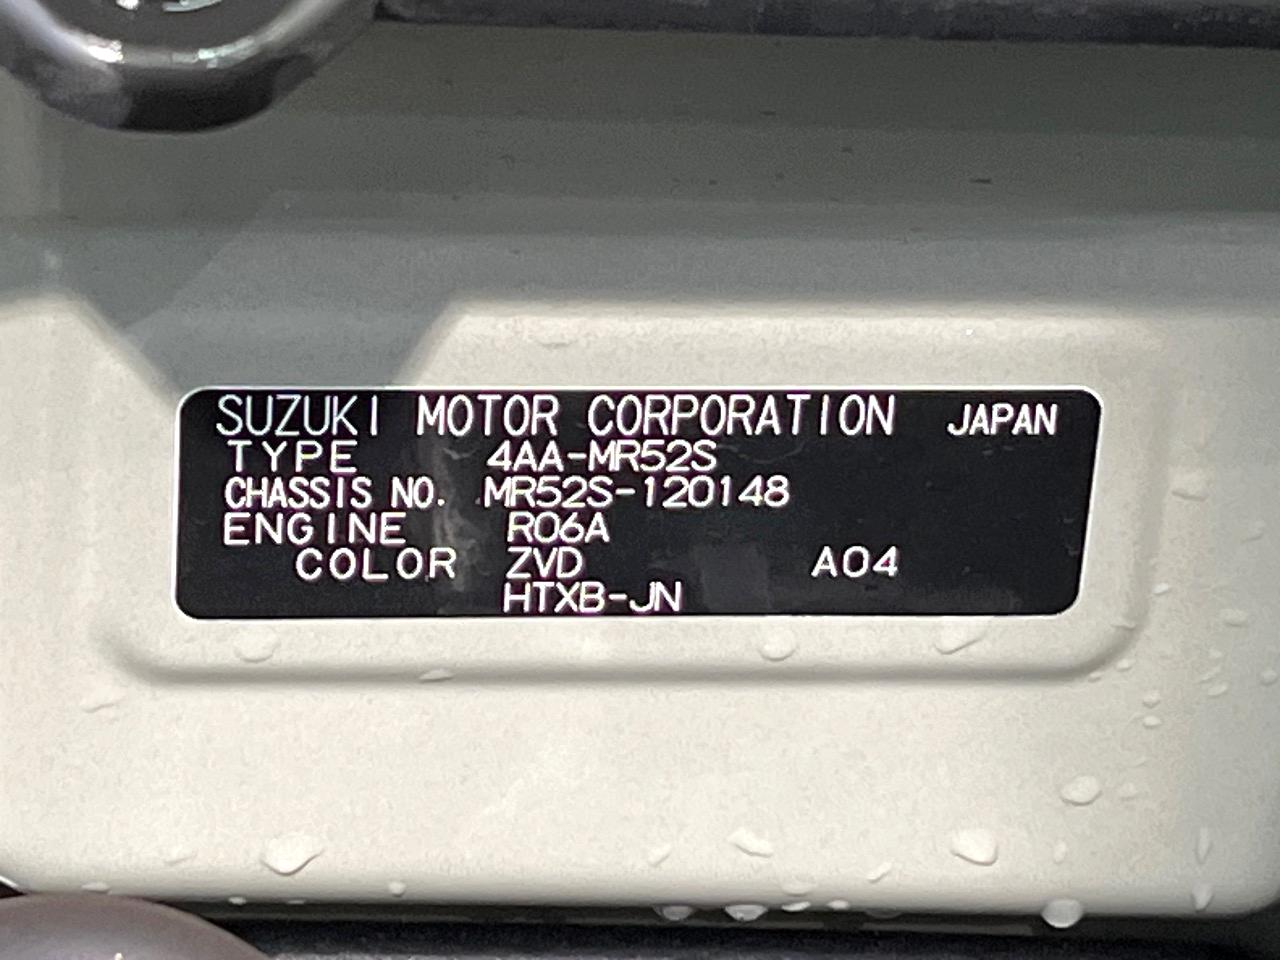 SUZUKI MOTOR CORPORATION JAPAN
TYPE 4AA-MR52S
CHASSIS NO. MR52S-120148
ENGINE R06A
COLOR ZVD A04
HTXB-JN